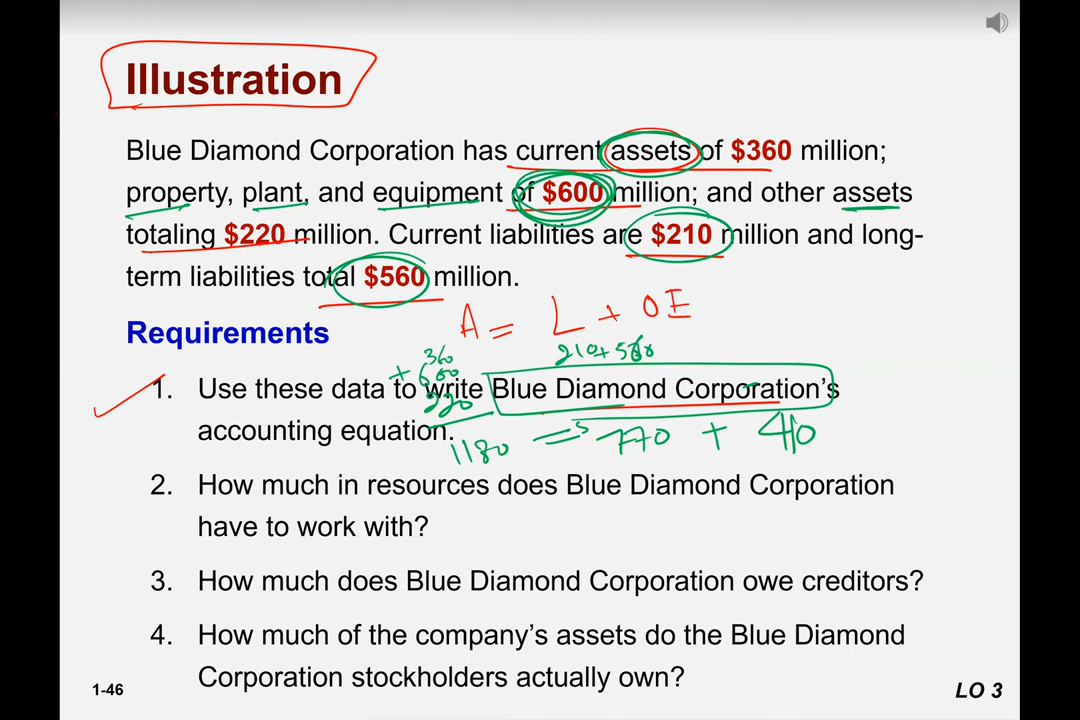 Illustration
Blue Diamond Corporation has current assets of $360 million;
property, plant, and equipment of $600 million; and other assets
totaling $220 million. Current liabilities are $210 million and long-
term liabilities total $560 million.
Requirements
A = L + OE
360
210+560
+ 600
1. Use these data to write Blue Diamond Corporation's
220
accounting equation.
1180 = 770 + 410
2. How much in resources does Blue Diamond Corporation
have to work with?
3. How much does Blue Diamond Corporation owe creditors?
4. How much of the company's assets do the Blue Diamond
Corporation stockholders actually own?
1-46
LO 3